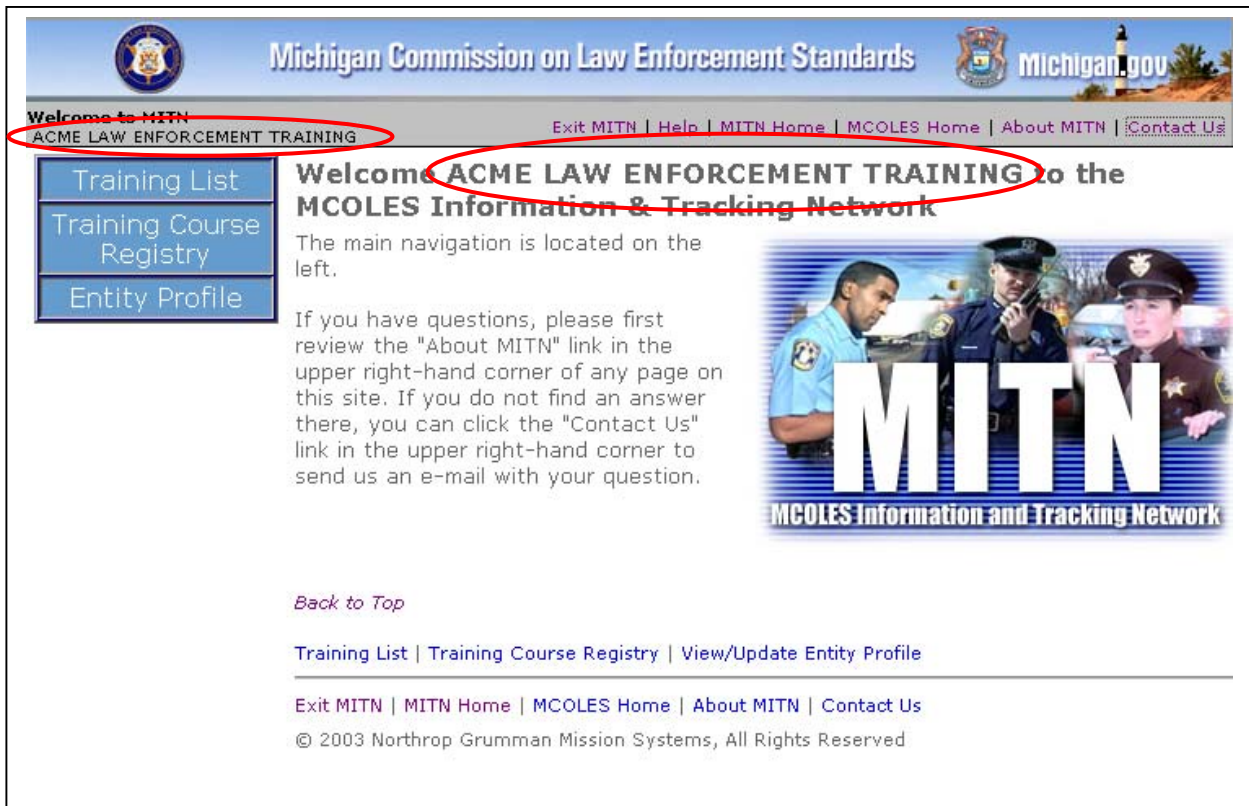 Michigan Commission on Law Enforcement Standards
Michigan.gov
Welcome to MITN
ACME LAW ENFORCEMENT TRAINING
Exit MITN | Help | MITN Home | MCOLES Home | About MITN | Contact Us
Training List
Training Course
Registry
Entity Profile
Welcome ACME LAW ENFORCEMENT TRAINING to the
MCOLES Information & Tracking Network
The main navigation is located on the
left.
If you have questions, please first
review the "About MITN" link in the
upper right-hand corner of any page on
this site. If you do not find an answer
there, you can click the "Contact Us"
link in the upper right-hand corner to
send us an e-mail with your question.
MITN
MCOLES Information and Tracking Network
Back to Top
Training List | Training Course Registry | View/Update Entity Profile
Exit MITN | MITN Home | MCOLES Home | About MITN | Contact Us
© 2003 Northrop Grumman Mission Systems, All Rights Reserved